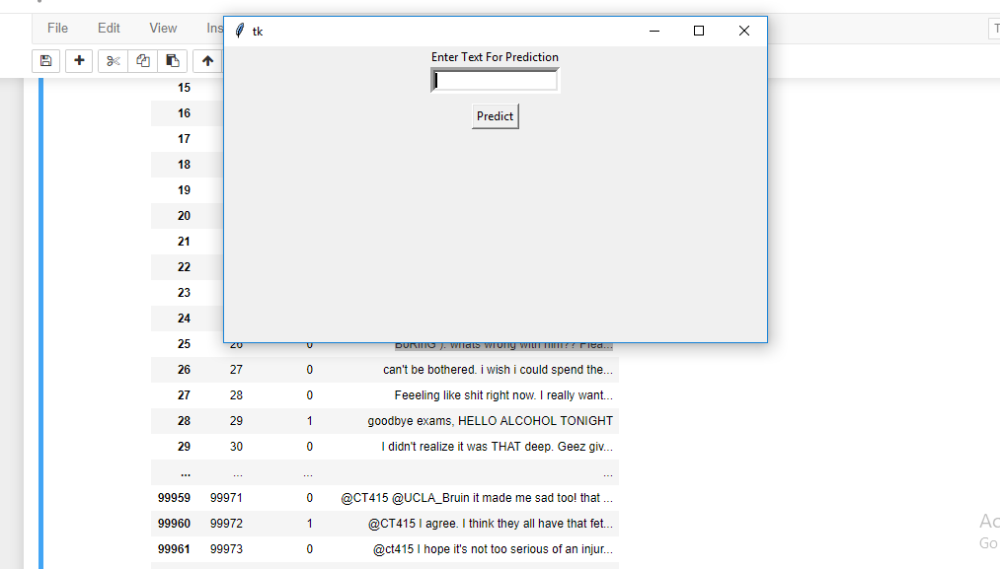 File Edit View Ins
tk
Enter Text For Prediction
Predict
15
16
17
18
19
20
21
22
23
24
25 26 0 BoRinG ): whats wrong with him?? Plea...
26 27 0 can't be bothered. i wish i could spend the...
27 28 0 Feeeling like shit right now. I really want...
28 29 1 goodbye exams, HELLO ALCOHOL TONIGHT
29 30 0 I didn't realize it was THAT deep. Geez giv...
... ... ... ...
99959 99971 0 @CT415 @UCLA_Bruin it made me sad too! that ...
99960 99972 1 @CT415 I agree. I think they all have that fet...
99961 99973 0 @ct415 I hope it's not too serious of an injur...
Ac
Go